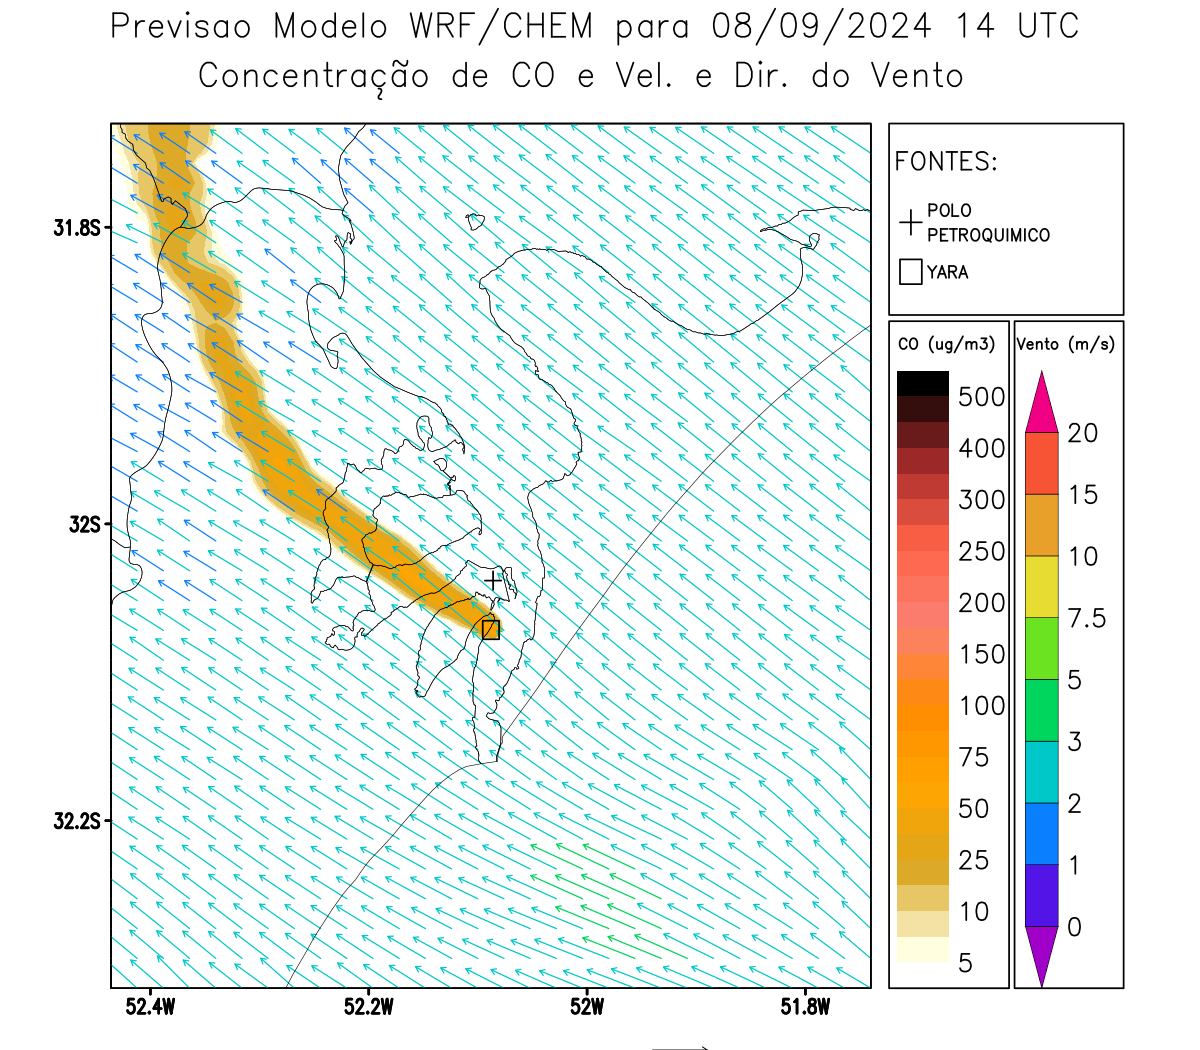 Previsao Modelo WRF/CHEM para 08/09/2024 14 UTC
Concentração de CO e Vel. e Dir. do Vento
FONTES:
POLO
PETROQUIMICO
YARA
CO (ug/m3)
500
400
300
250
200
150
100
75
50
25
10
5
Vento (m/s)
20
15
10
7.5
5
3
2
1
0
31.8S
32S
32.2S
52.4W
52.2W
52W
51.8W